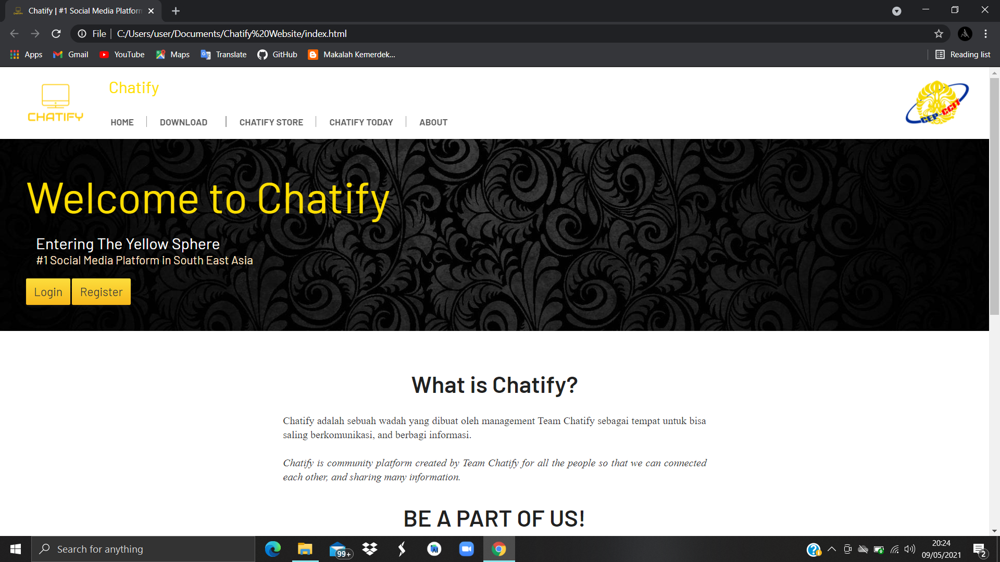 Chatify | #1 Social Media Platform
File
C:/Users/user/Documents/Chatify%20Website/index.html
Apps
Gmail
YouTube
Maps
Translate
GitHub
Makalah Kemerdek...
Reading list
CHATIFY
Chatify
HOME
DOWNLOAD
CHATIFY STORE
CHATIFY TODAY
ABOUT
CEP-CCIT
Welcome to Chatify
Entering The Yellow Sphere
#1 Social Media Platform in South East Asia
Login
Register
What is Chatify?
Chatify adalah sebuah wadah yang dibuat oleh management Team Chatify sebagai tempat untuk bisa
saling berkomunikasi, and berbagi informasi.
Chatify is community platform created by Team Chatify for all the people so that we can connected
each other, and sharing many information.
BE A PART OF US!
Search for anything
99+
20:24
09/05/2021
2